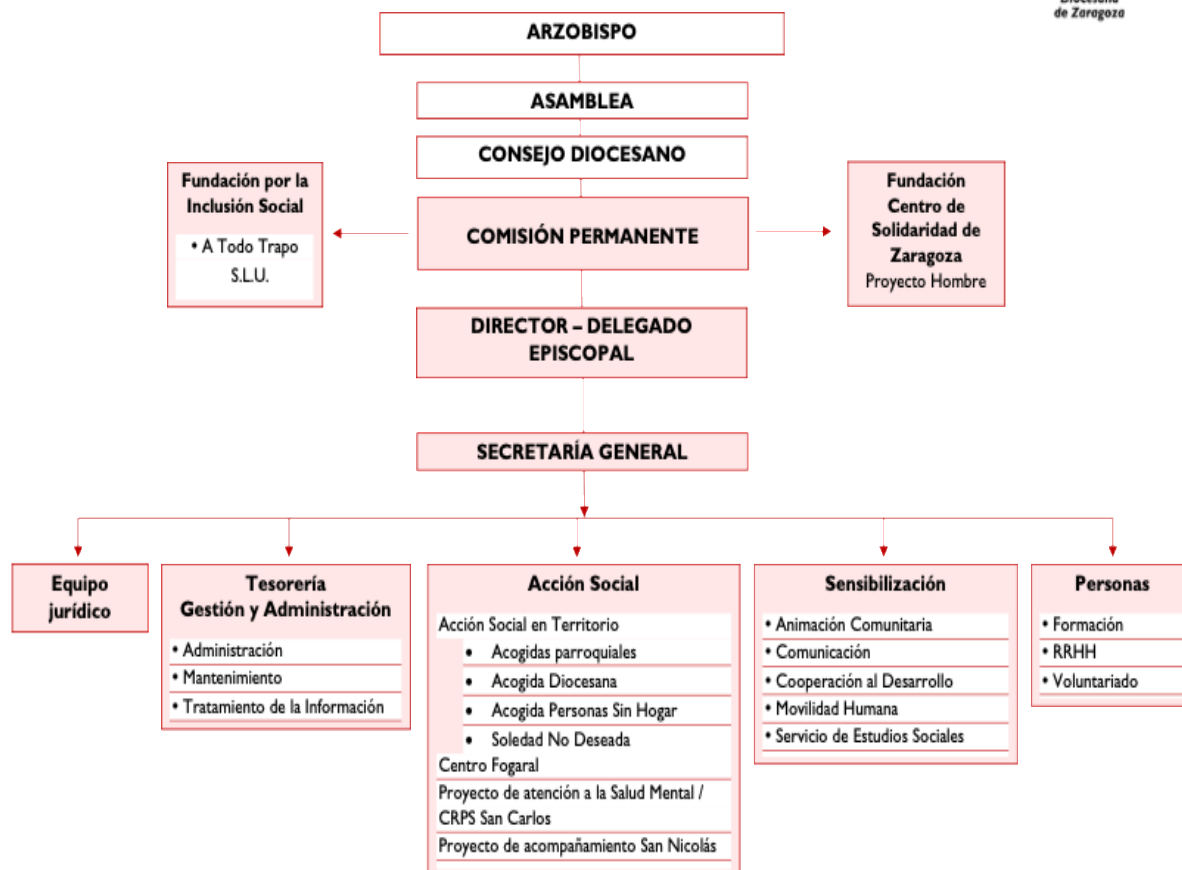 Diocesana
de Zaragoza
ARZOBISPO
ASAMBLEA
CONSEJO DIOCESANO
Fundación por la
Inclusión Social
• A Todo Trapo
S.L.U.
COMISIÓN PERMANENTE
Fundación
Centro de
Solidaridad de
Zaragoza
Proyecto Hombre
DIRECTOR – DELEGADO
EPISCOPAL
SECRETARÍA GENERAL
Equipo
jurídico
Tesorería
Gestión y Administración
• Administración
• Mantenimiento
• Tratamiento de la Información
Acción Social
Acción Social en Territorio
• Acogidas parroquiales
• Acogida Diocesana
• Acogida Personas Sin Hogar
• Soledad No Deseada
Centro Fogaral
Proyecto de atención a la Salud Mental /
CRPS San Carlos
Proyecto de acompañamiento San Nicolás
Sensibilización
• Animación Comunitaria
• Comunicación
• Cooperación al Desarrollo
• Movilidad Humana
• Servicio de Estudios Sociales
Personas
• Formación
• RRHH
• Voluntariado